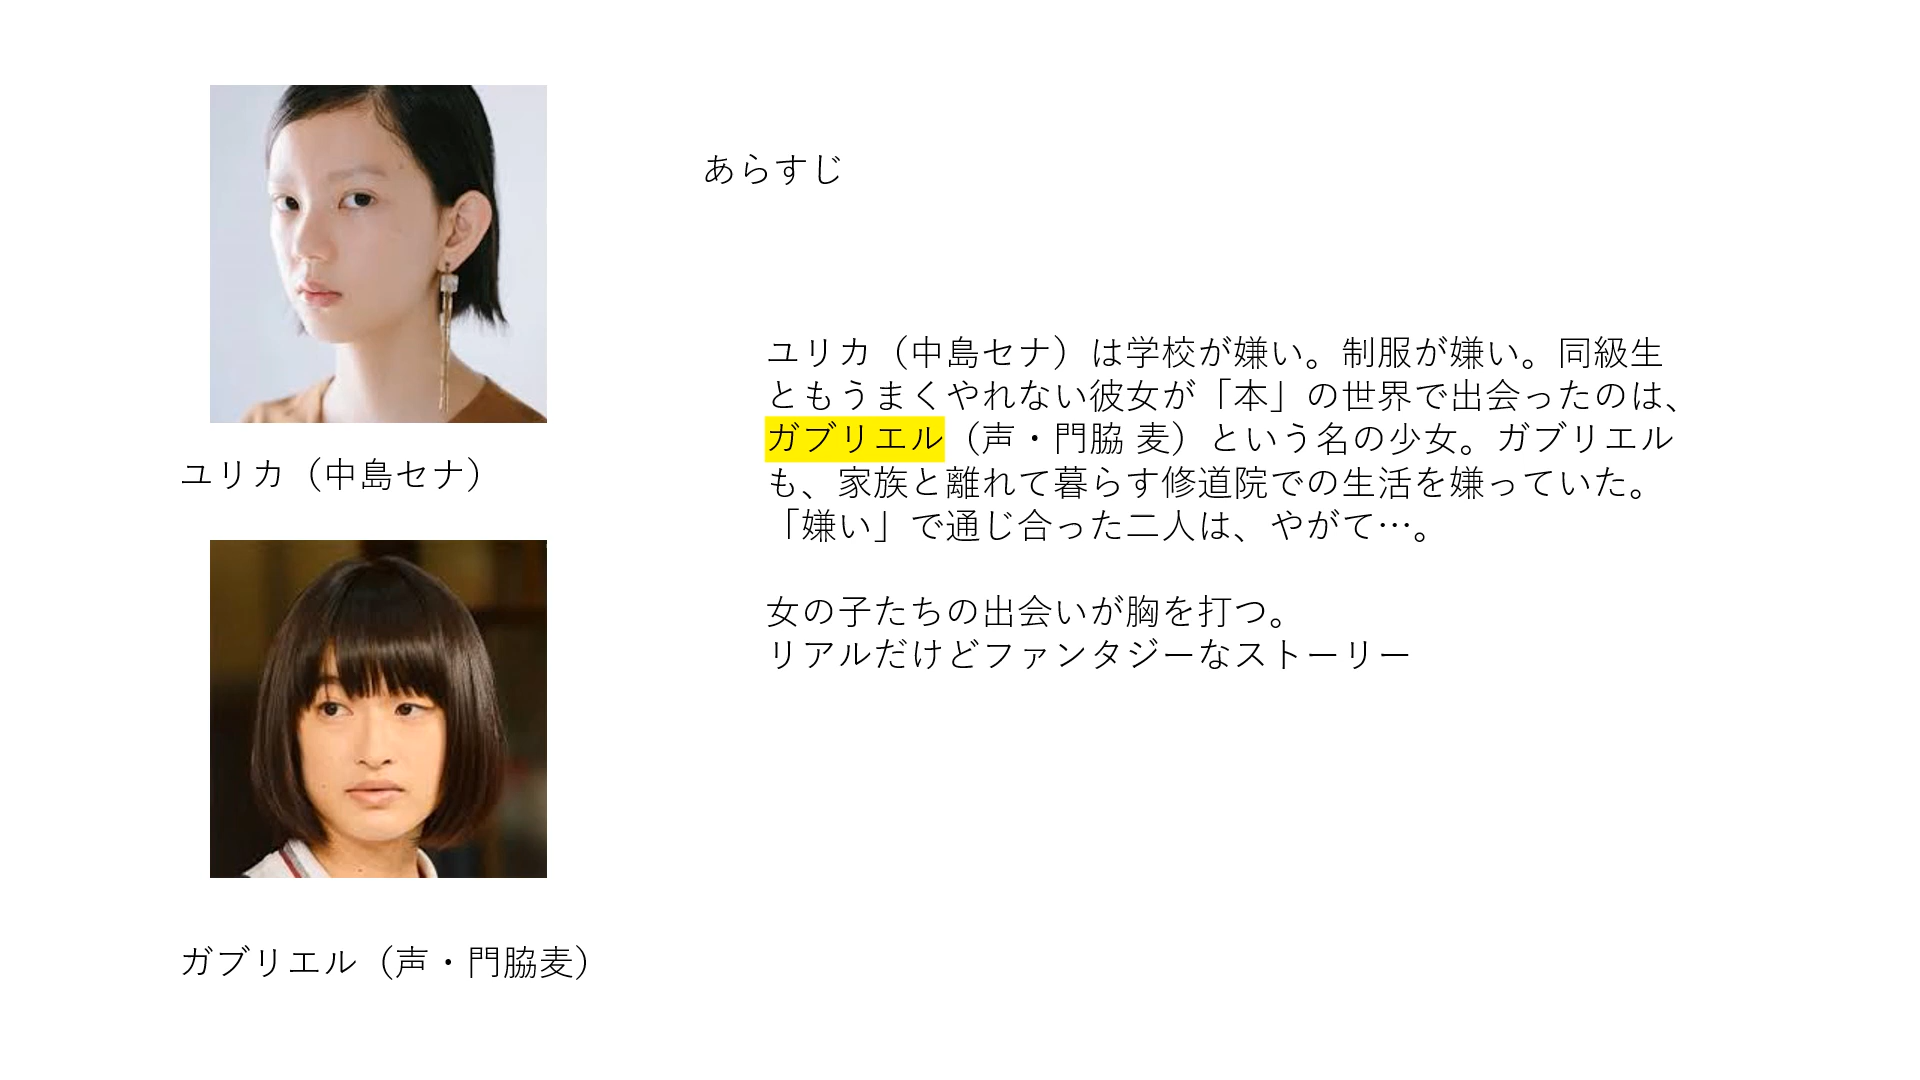 ユリカ（中島セナ）
ガブリエル（声・門脇麦）
あらすじ
ユリカ（中島セナ）は学校が嫌い。制服が嫌い。同級生
ともうまくやれない彼女が「本」の世界で出会ったのは、
ガブリエル（声・門脇 麦）という名の少女。ガブリエル
も、家族と離れて暮らす修道院での生活を嫌っていた。
「嫌い」で通じ合った二人は、やがて…。
女の子たちの出会いが胸を打つ。
リアルだけどファンタジーなストーリー